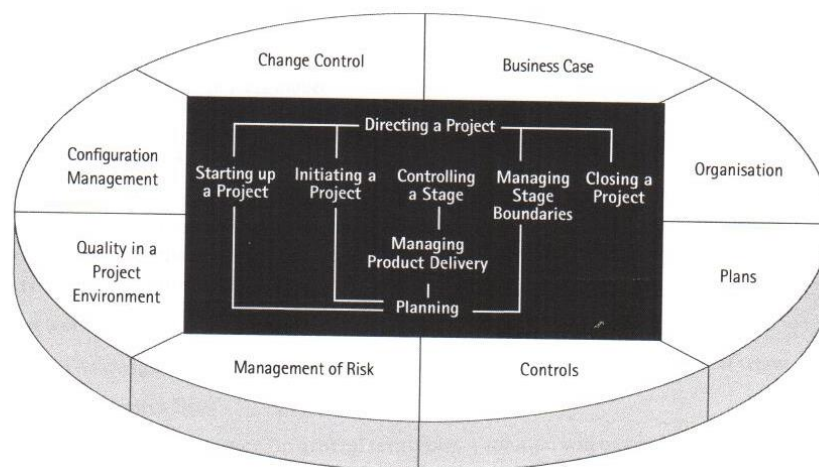 Change Control
Business Case
Configuration
Management
Organisation
Quality in a
Project
Environment
Plans
Management of Risk
Controls
Directing a Project
Starting up
a Project
Initiating a
Project
Controlling
a Stage
Managing
Stage
Boundaries
Closing a
Project
Managing
Product Delivery
Planning